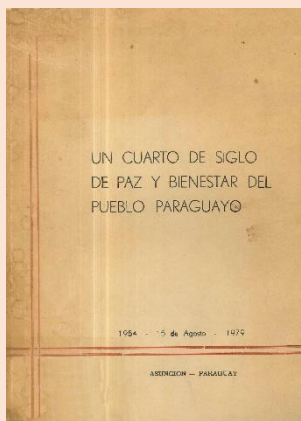 UN CUARTO DE SIGLO
DE PAZ Y BIENESTAR DEL
PUEBLO PARAGUAYO
1954 - 15 de Agosto - 1979
ASUNCION — PARAGUAY